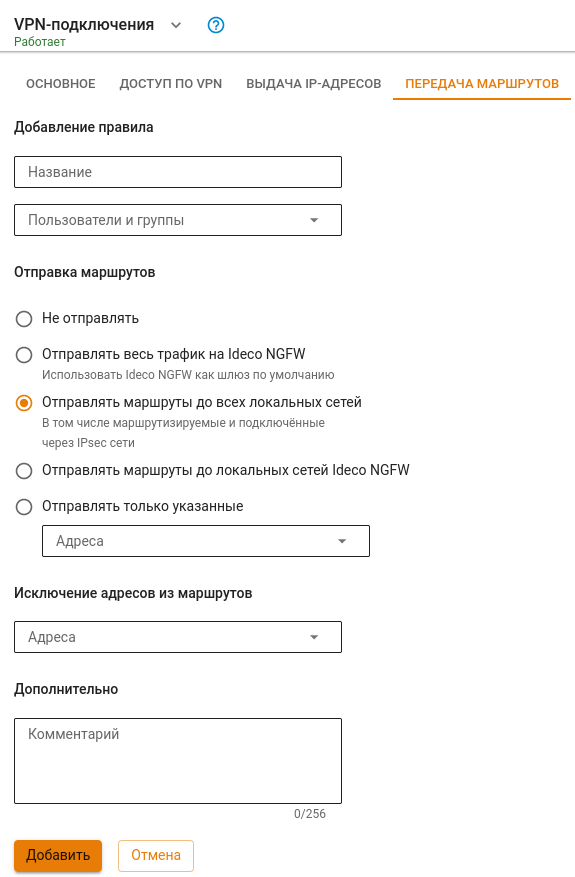 VPN-подключения
Работает
ОСНОВНОЕ ДОСТУП ПО VPN ВЫДАЧА IP-АДРЕСОВ ПЕРЕДАЧА МАРШРУТОВ
Добавление правила
Название
Пользователи и группы
Отправка маршрутов
Не отправлять
Отправлять весь трафик на Ideco NGFW
Использовать Ideco NGFW как шлюз по умолчанию
Отправлять маршруты до всех локальных сетей
В том числе маршрутизируемые и подключённые
через IPsec сети
Отправлять маршруты до локальных сетей Ideco NGFW
Отправлять только указанные
Адреса
Исключение адресов из маршрутов
Адреса
Дополнительно
Комментарий
0/256
Добавить Отмена